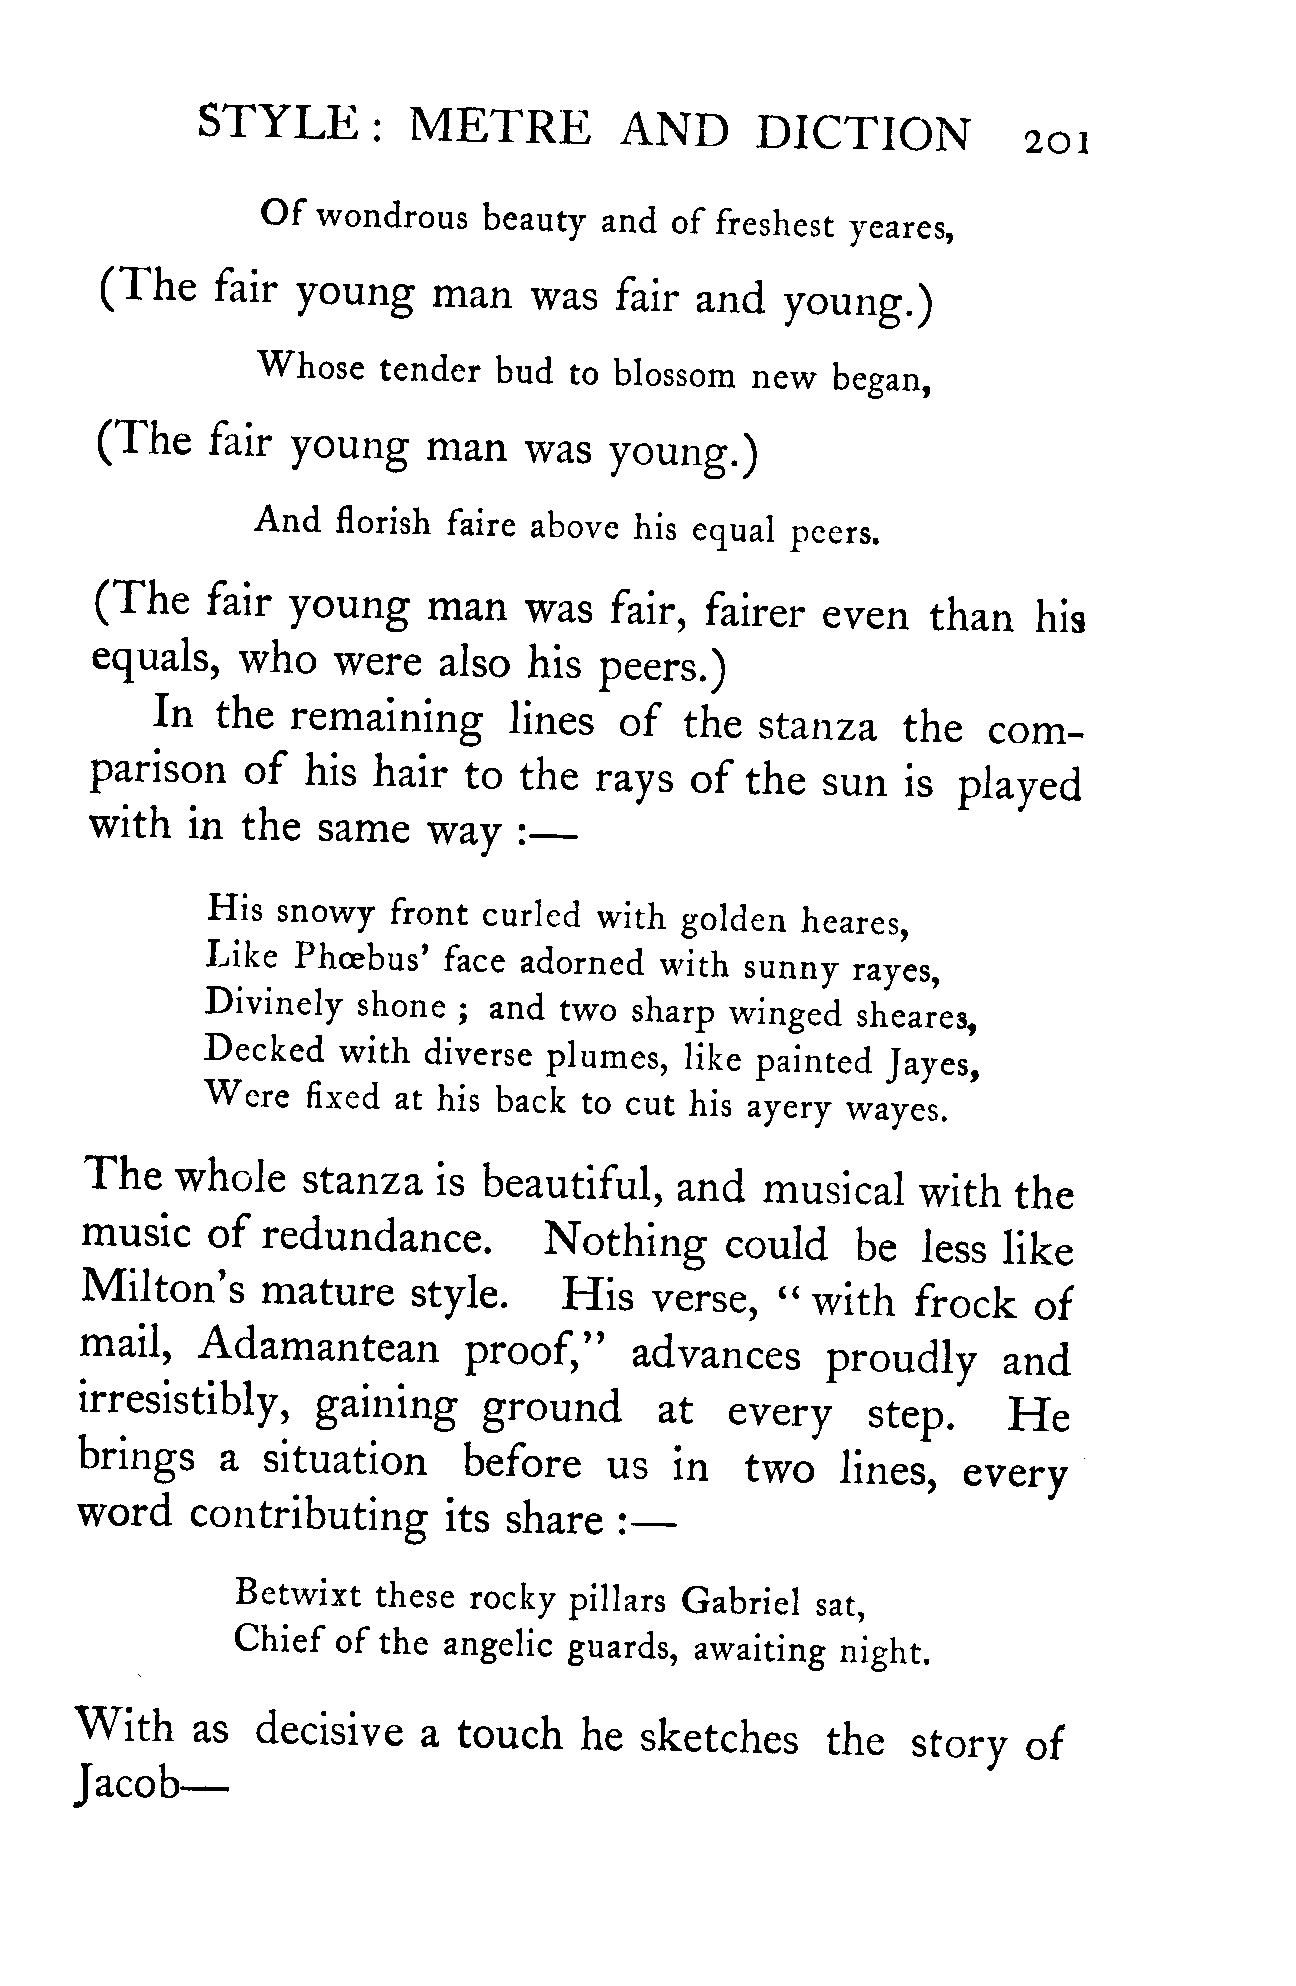 STYLE: METRE AND DICTION 201
Of wondrous beauty and of freshest yeares,
(The fair young man was fair and young.)
Whose tender bud to blossom new began,
(The fair young man was young.)
And florish faire above his equal peers.
(The fair young man was fair, fairer even than his
equals, who were also his peers.)
In the remaining lines of the stanza the com-
parison of his hair to the rays of the sun is played
with in the same way :—
His snowy front curled with golden heares,
Like Phœbus' face adorned with sunny rayes,
Divinely shone ; and two sharp winged sheares,
Decked with diverse plumes, like painted Jayes,
Were fixed at his back to cut his ayery wayes.
The whole stanza is beautiful, and musical with the
music of redundance. Nothing could be less like
Milton's mature style. His verse, "with frock of
mail, Adamantean proof," advances proudly and
irresistibly, gaining ground at every step. He
brings a situation before us in two lines, every
word contributing its share :—
Betwixt these rocky pillars Gabriel sat,
Chief of the angelic guards, awaiting night.
With as decisive a touch he sketches the story of
Jacob—